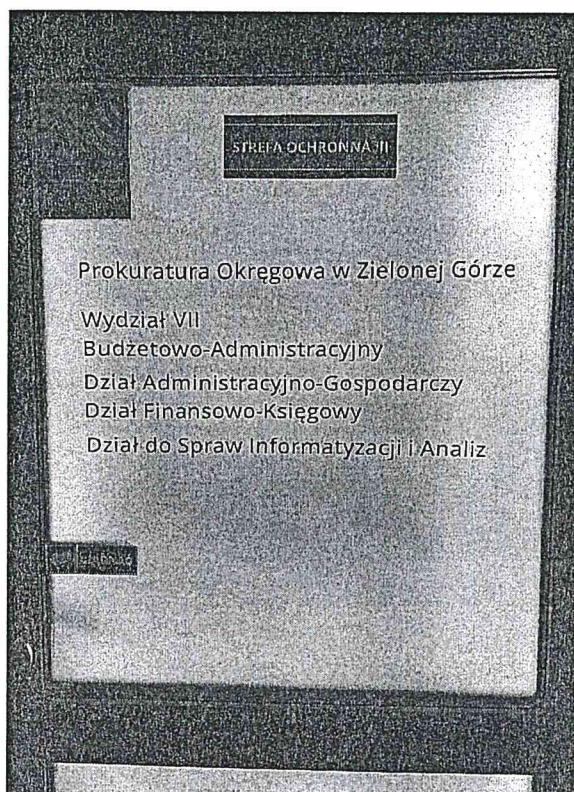 STREFA OCHRONNA III
Prokuratura Okręgowa w Zielonej Górze
Wydział VII
Budżetowo-Administracyjny
Dział Administracyjno-Gospodarczy
Dział Finansowo-Księgowy
Dział do Spraw Informatyzacji i Analiz